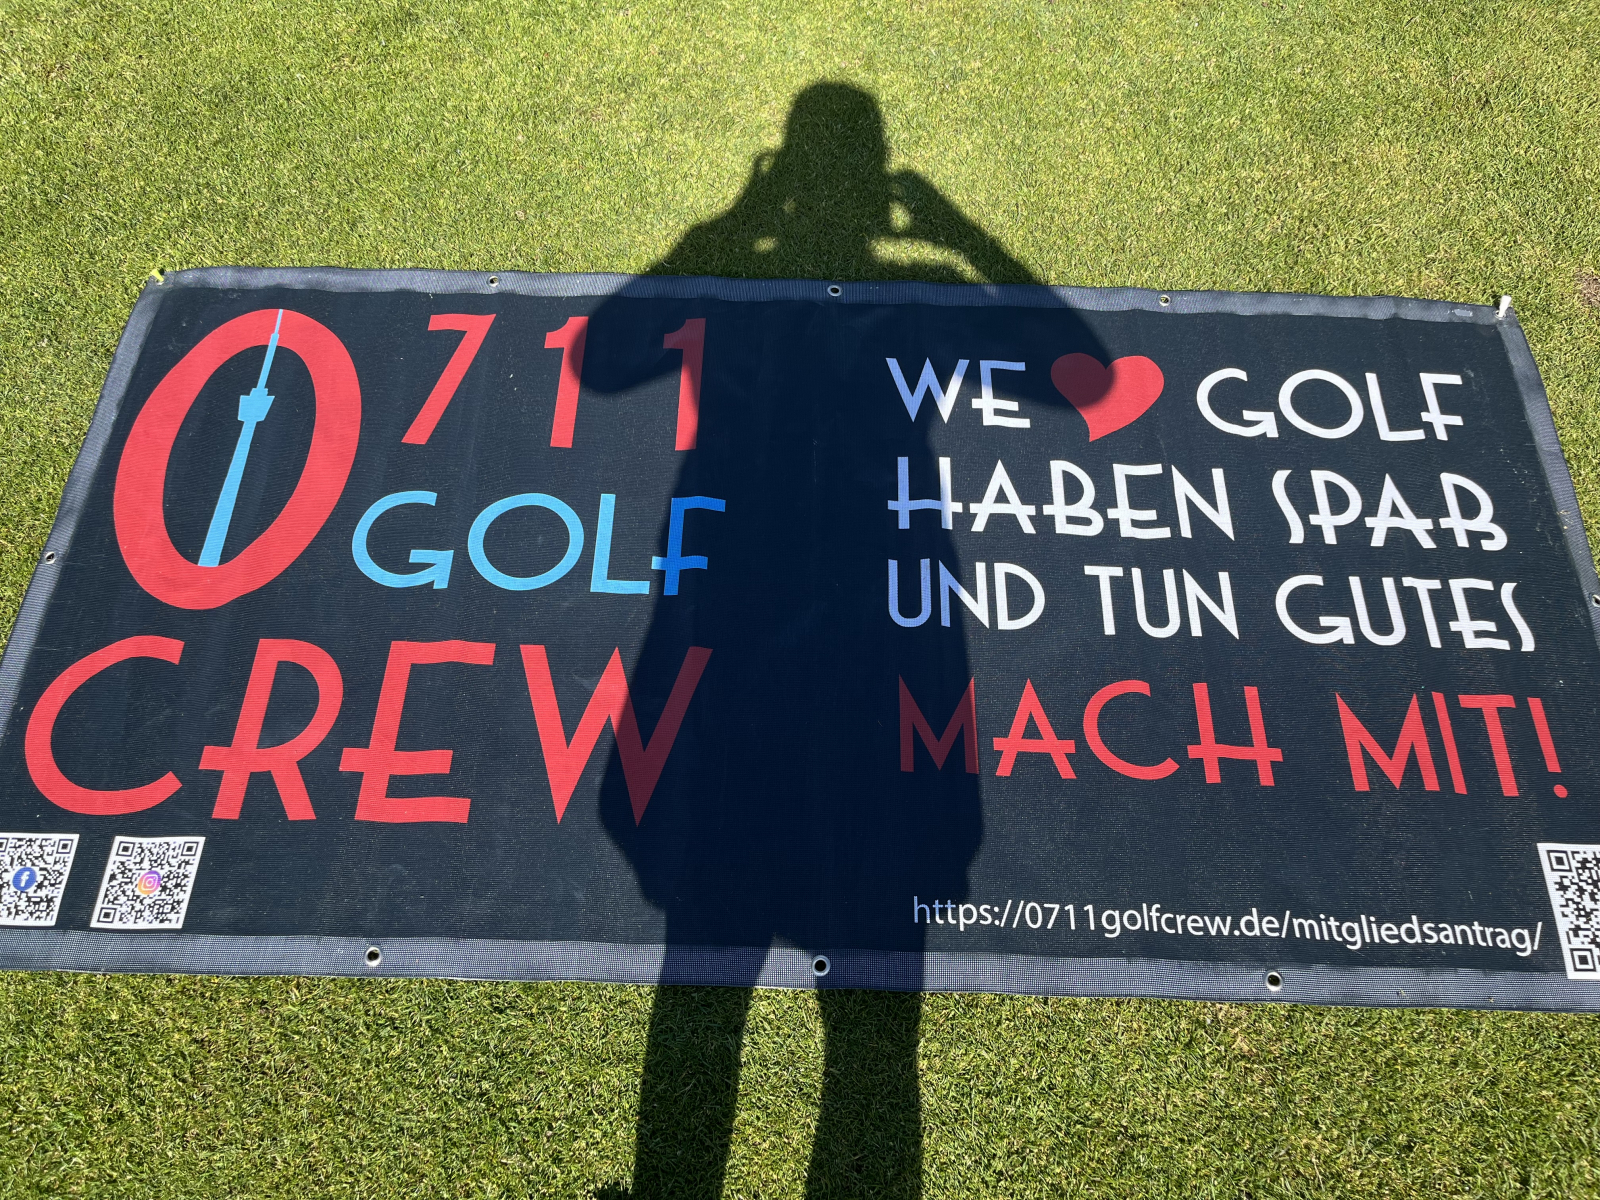 0711
GOLF
CREW
WE ❤ GOLF
HABEN SPAß
UND TUN GUTES
MACH MIT!
https://0711golfcrew.de/mitgliedsantrag/